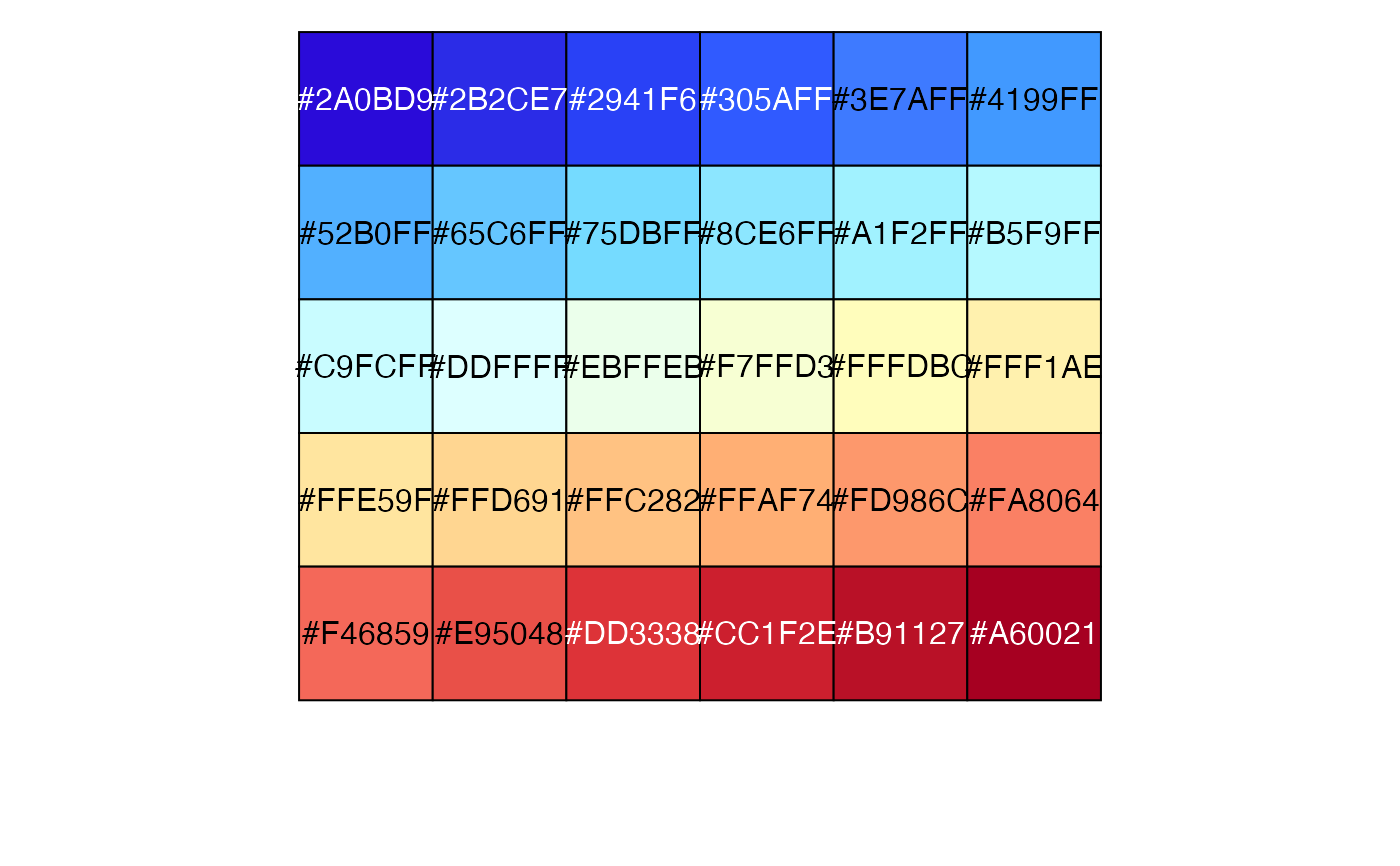 #2A0BD9 #2B2CE7 #2941F6 #305AFF #3E7AFF #4199FF
#52B0FF #65C6FF #75DBFF #8CE6FF #A1F2FF #B5F9FF
#C9FCFF #DDFFFF #EBFFEB #F7FFD3 #FFFDBC #FFF1AE
#FFE59F #FFD691 #FFC282 #FFAF74 #FD986C #FA8064
#F46859 #E95048 #DD3338 #CC1F2E #B91127 #A60021